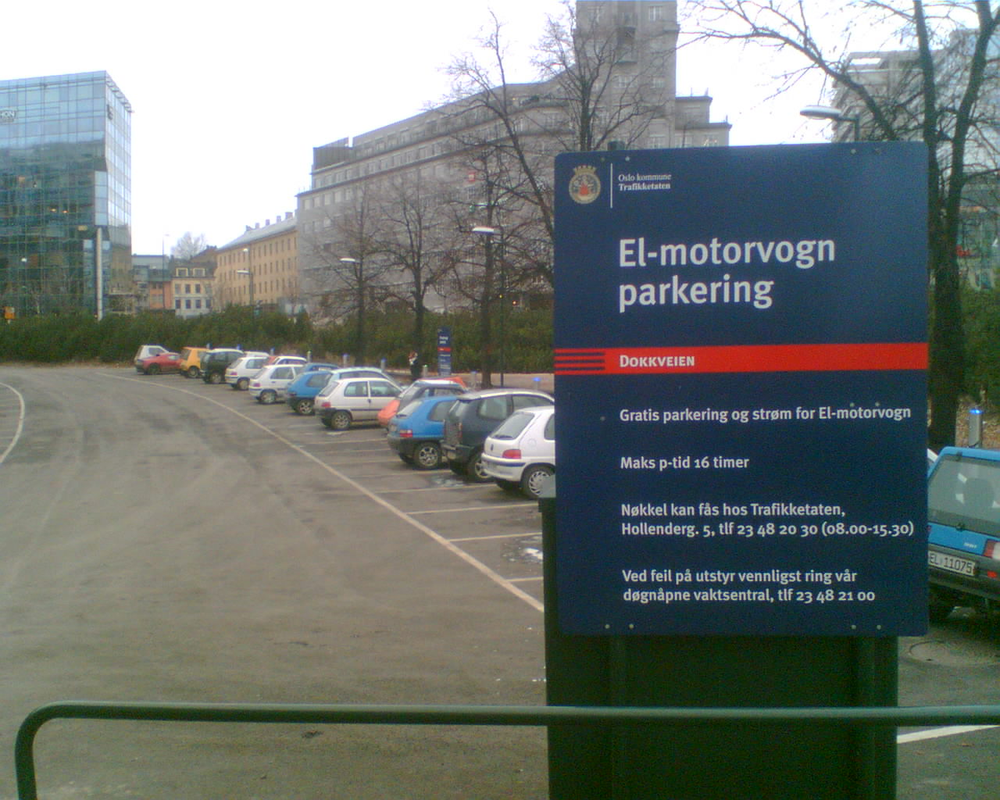 Oslo kommune
Trafikketaten
El-motorvogn
parkering
DOKKVEIEN
Gratis parkering og strøm for El-motorvogn
Maks p-tid 16 timer
Nøkkel kan fås hos Trafikketaten,
Hollenderg. 5, tlf 23 48 20 30 (08.00-15.30)
Ved feil på utstyr vennligst ring vår
døgnåpne vaktsentral, tlf 23 48 21 00
EL 11075